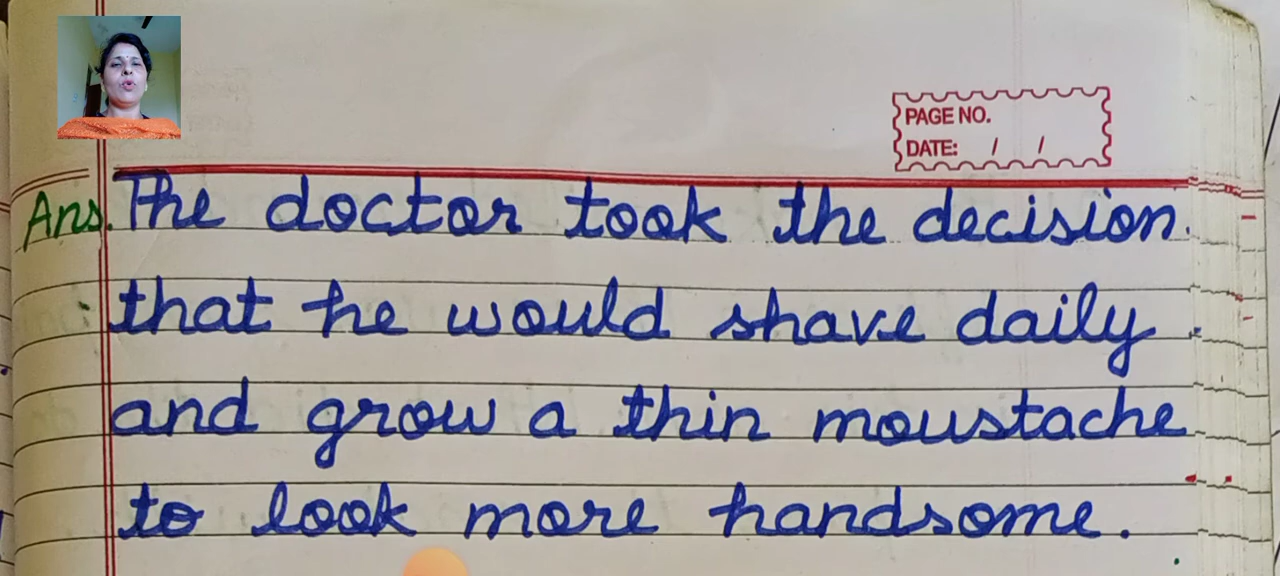 PAGE NO.
DATE: / /
Ans. The doctor took the decision
that he would shave daily
and grow a thin moustache
to look more handsome.